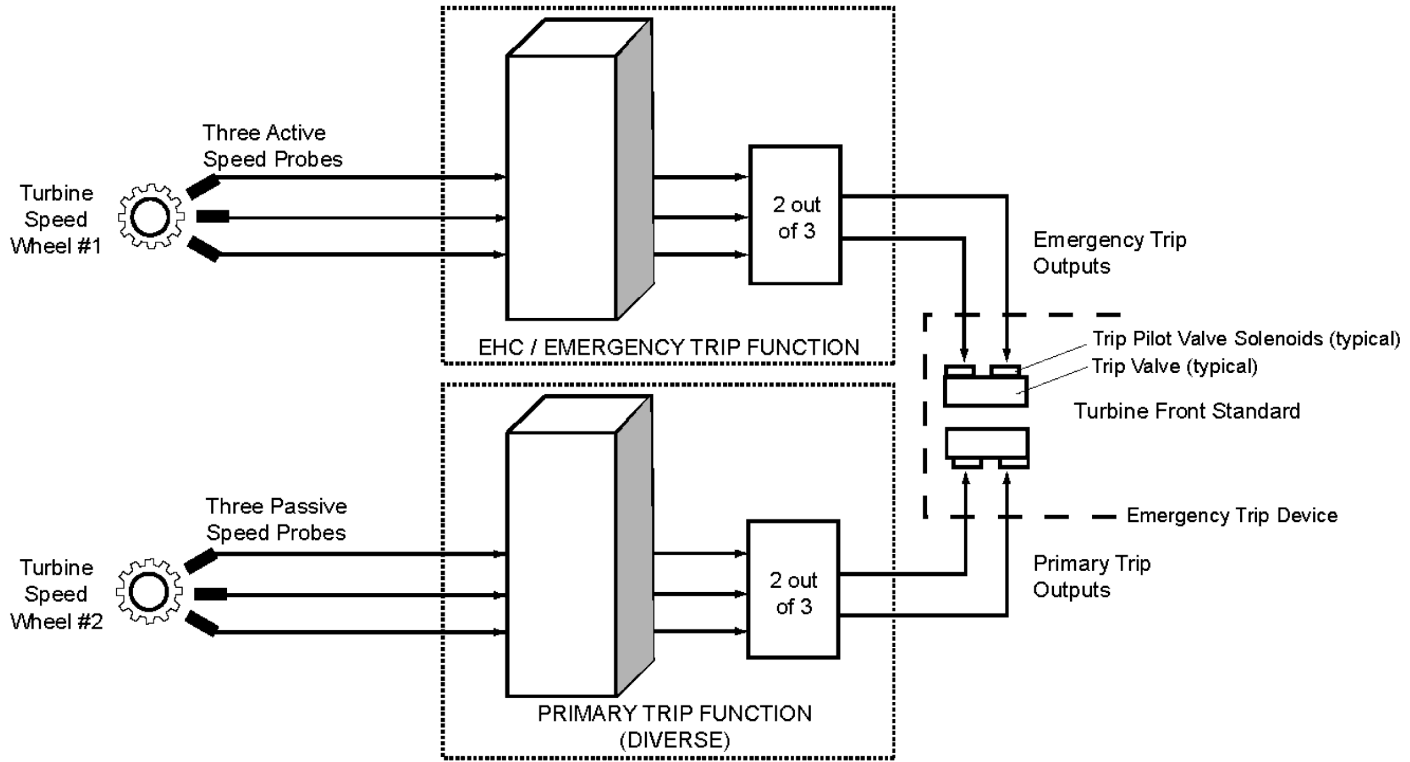 Three Active
Speed Probes
Turbine
Speed
Wheel #1
2 out
of 3
EHC / EMERGENCY TRIP FUNCTION
Emergency Trip
Outputs
Trip Pilot Valve Solenoids (typical)
Trip Valve (typical)
Turbine Front Standard
Emergency Trip Device
Three Passive
Speed Probes
Turbine
Speed
Wheel #2
2 out
of 3
PRIMARY TRIP FUNCTION
(DIVERSE)
Primary Trip
Outputs